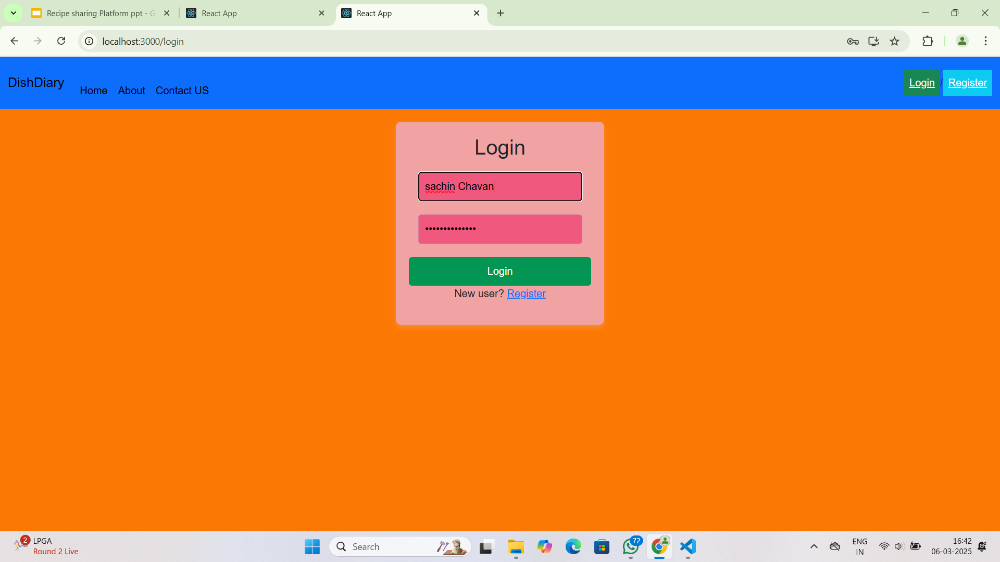 Recipe sharing Platform ppt - G
React App
React App
localhost:3000/login
DishDiary
Home
About
Contact US
Login
/
Register
Login
sachin Chavan
••••••••••••••
Login
New user? Register
2
LPGA
Round 2 Live
Search
72
ENG
IN
16:42
06-03-2025